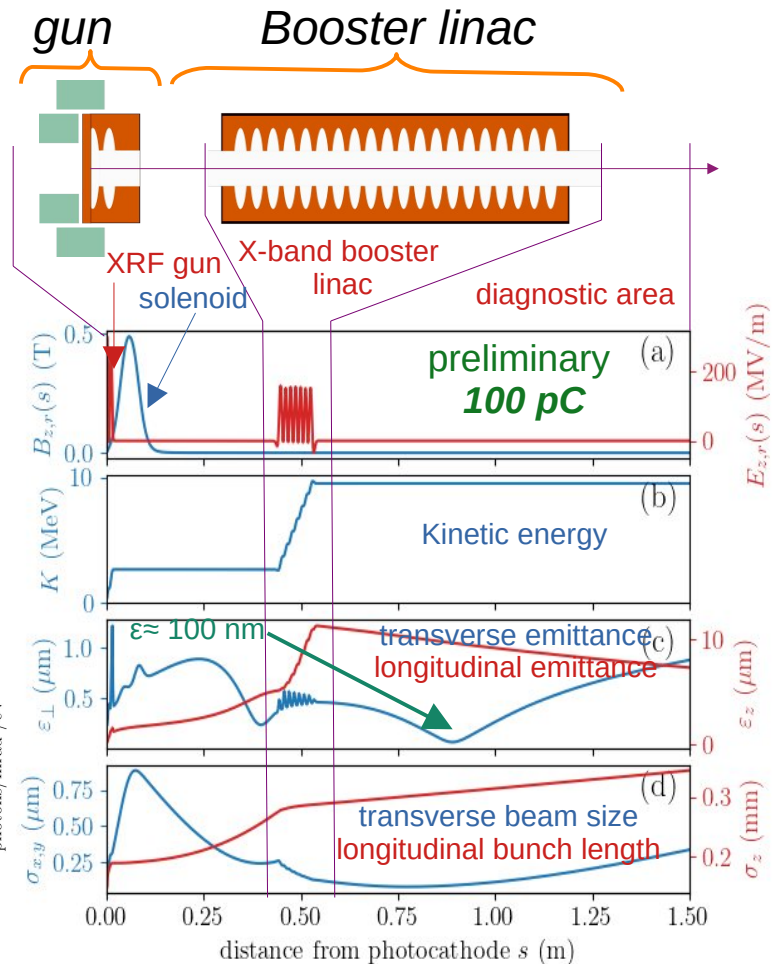 gun
Booster linac
XRF gun
solenoid
X-band booster
linac
diagnostic area
preliminary
100 pC
(a)
0.5
0.0
B_{z,r}(s) (T)
200
0
E_{z,r}(s) (MV/m)
(b)
10
0
K (MeV)
Kinetic energy
ε≈ 100 nm
transverse emittance
longitudinal emittance
(c)
1.0
0.5
ε_⊥ (μm)
10
0
ε_z (μm)
(d)
transverse beam size
longitudinal bunch length
0.75
0.50
0.25
σ_{x,y} (μm)
0.3
0.2
σ_z (mm)
0.00 0.25 0.50 0.75 1.00 1.25 1.50
distance from photocathode s (m)